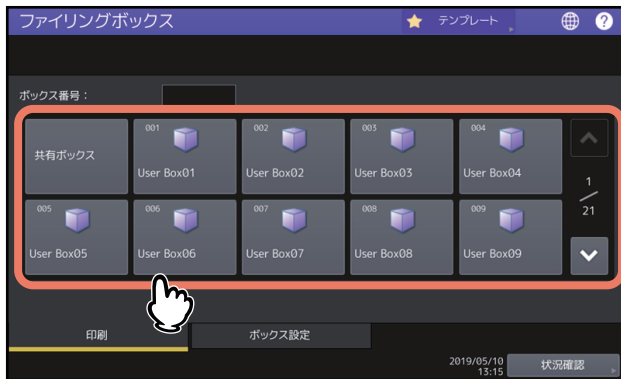 ファイリングボックス
テンプレート
?
ボックス番号：
共有ボックス
001
User Box01
002
User Box02
003
User Box03
004
User Box04
1
21
005
User Box05
006
User Box06
007
User Box07
008
User Box08
009
User Box09
印刷
ボックス設定
2019/05/10
13:15
状況確認